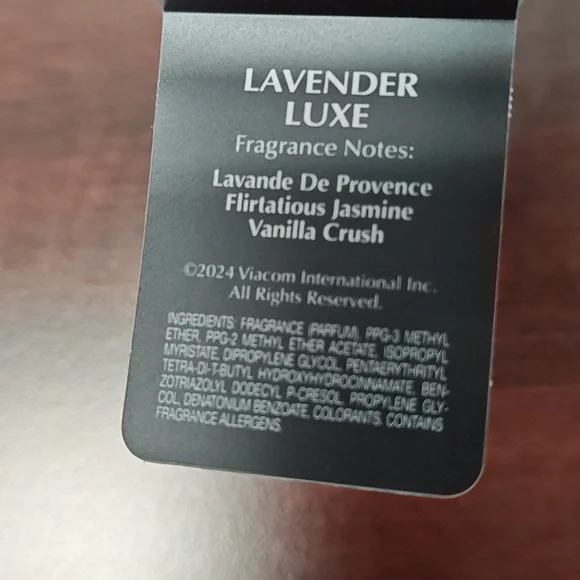 LAVENDER
LUXE
Fragrance Notes:
Lavande De Provence
Flirtatious Jasmine
Vanilla Crush
©2024 Viacom International Inc.
All Rights Reserved.
INGREDIENTS: FRAGRANCE (PARFUM), PPG-3 METHYL
ETHER, PPG-2 METHYL ETHER ACETATE, ISOPROPYL
MYRISTATE, DIPROPYLENE GLYCOL, PENTAERYTHRITYL
TETRA-DI-T-BUTYL HYDROXYHYDROCINNAMATE, BEN-
ZOTRIAZOLYL DODECYL P-CRESOL, PROPYLENE GLY-
COL, DENATONIUM BENZOATE, COLORANTS. CONTAINS
FRAGRANCE ALLERGENS.